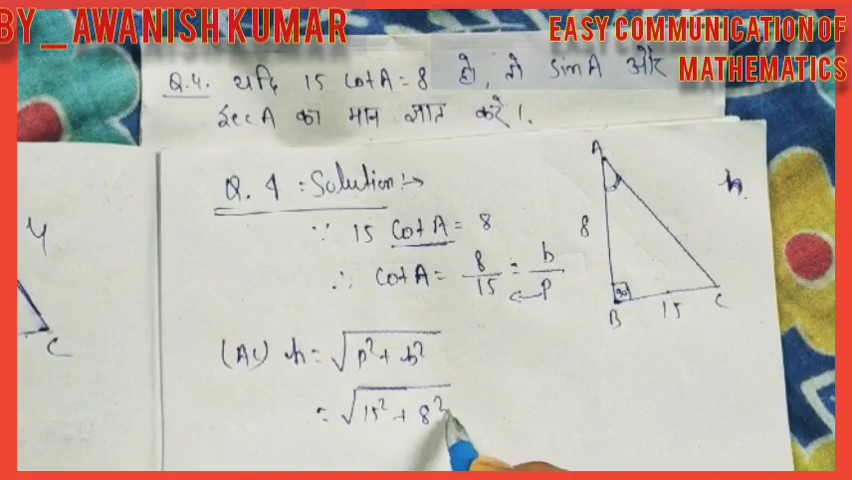 BY_ AWANISH KUMAR
EASY COMMUNICATION OF
MATHEMATICS
Q.4. यदि 15 Cot A = 8 हो, तो sin A और
sec A का मान ज्ञात करें।
Q. 4 :- Solution :→
∵ 15 Cot A = 8
∴ Cot A = 8/15 = b/p
(AC) h = √p²+b²
= √15²+8²
A
h
8
90
B
15
C
4
C